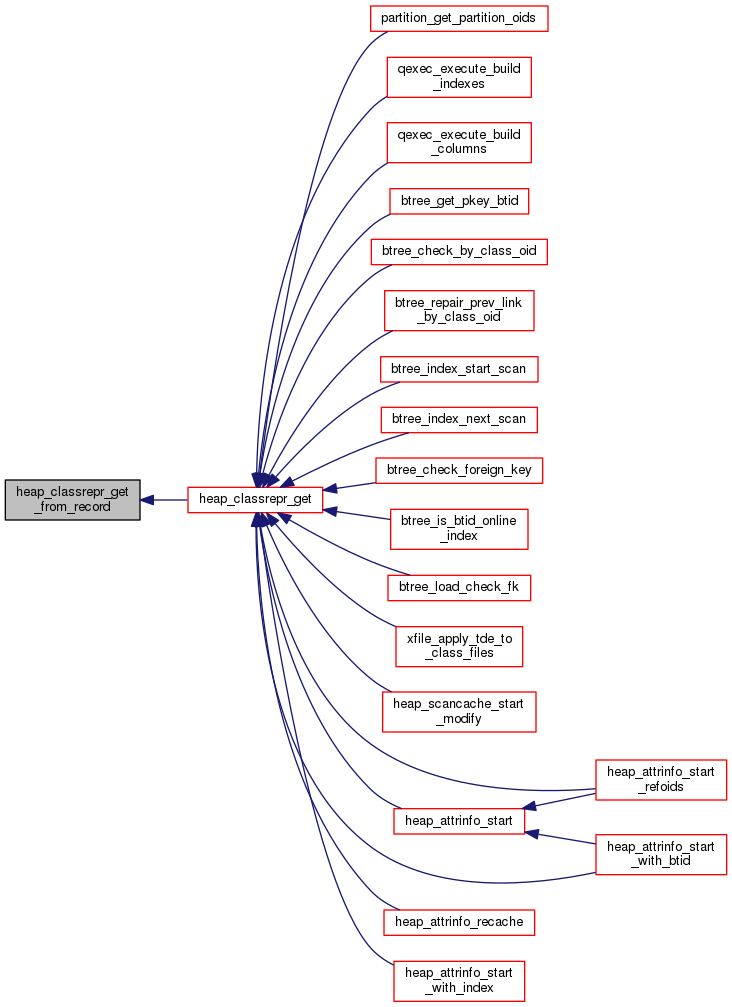 partition_get_partition_oids
qexec_execute_build
_indexes
qexec_execute_build
_columns
btree_get_pkey_btid
btree_check_by_class_oid
btree_repair_prev_link
_by_class_oid
btree_index_start_scan
btree_index_next_scan
btree_check_foreign_key
heap_classrepr_get
_from_record
heap_classrepr_get
btree_is_btid_online
_index
btree_load_check_fk
xfile_apply_tde_to
_class_files
heap_scancache_start
_modify
heap_attrinfo_start
_refoids
heap_attrinfo_start
heap_attrinfo_start
_with_btid
heap_attrinfo_recache
heap_attrinfo_start
_with_index